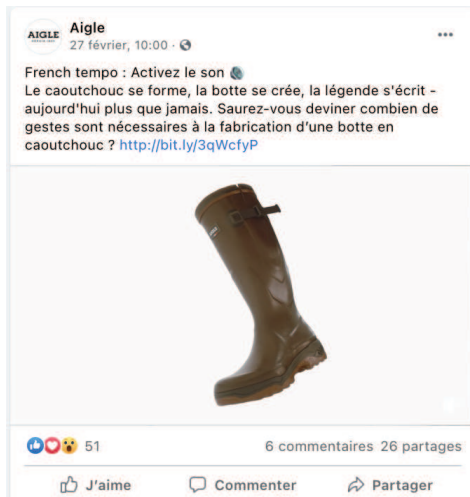 AIGLE
Aigle
27 février, 10:00 ·
French tempo : Activez le son
Le caoutchouc se forme, la botte se crée, la légende s'écrit -
aujourd'hui plus que jamais. Saurez-vous deviner combien de
gestes sont nécessaires à la fabrication d'une botte en
caoutchouc ? http://bit.ly/3qWcfyP
51
6 commentaires 26 partages
J'aime
Commenter
Partager